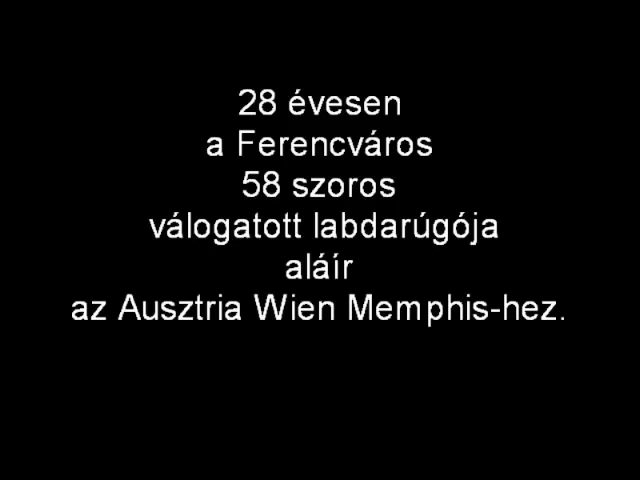 28 évesen
a Ferencváros
58 szoros
válogatott labdarúgója
aláír
az Ausztria Wien Memphis-hez.